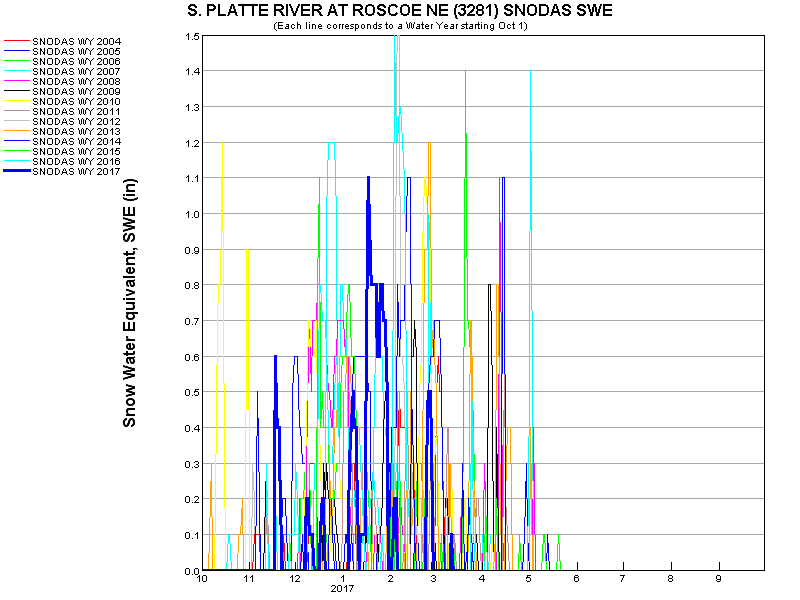 S. PLATTE RIVER AT ROSCOE NE (3281) SNODAS SWE
(Each line corresponds to a Water Year starting Oct 1)
SNODAS WY 2004
SNODAS WY 2005
SNODAS WY 2006
SNODAS WY 2007
SNODAS WY 2008
SNODAS WY 2009
SNODAS WY 2010
SNODAS WY 2011
SNODAS WY 2012
SNODAS WY 2013
SNODAS WY 2014
SNODAS WY 2015
SNODAS WY 2016
SNODAS WY 2017
Snow Water Equivalent, SWE (in)
1.5
1.4
1.3
1.2
1.1
1.0
0.9
0.8
0.7
0.6
0.5
0.4
0.3
0.2
0.1
0.0
10 11 12 1 2 3 4 5 6 7 8 9
2017